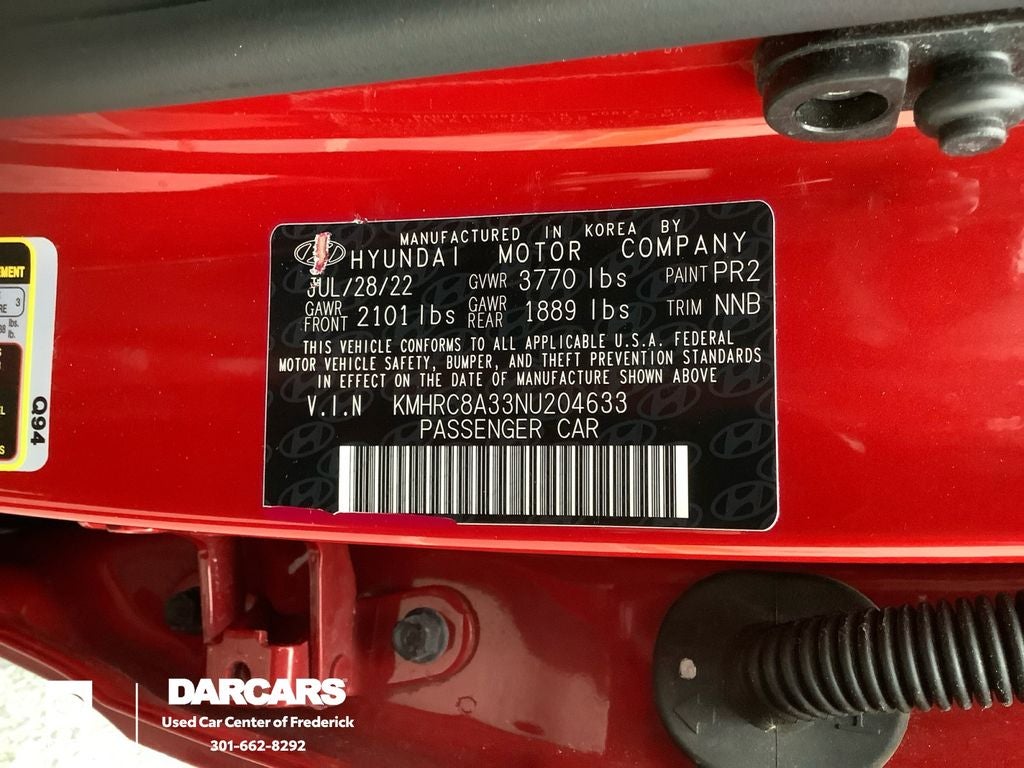 MANUFACTURED IN KOREA BY
HYUNDAI MOTOR COMPANY
JUL/28/22 GVWR 3770 lbs PAINT PR2
GAWR FRONT 2101 lbs GAWR REAR 1889 lbs TRIM NNB
THIS VEHICLE CONFORMS TO ALL APPLICABLE U.S.A. FEDERAL
MOTOR VEHICLE SAFETY, BUMPER, AND THEFT PREVENTION STANDARDS
IN EFFECT ON THE DATE OF MANUFACTURE SHOWN ABOVE
V.I.N KMHRC8A33NU204633
PASSENGER CAR
Q94
DARCARS
Used Car Center of Frederick
301-662-8292